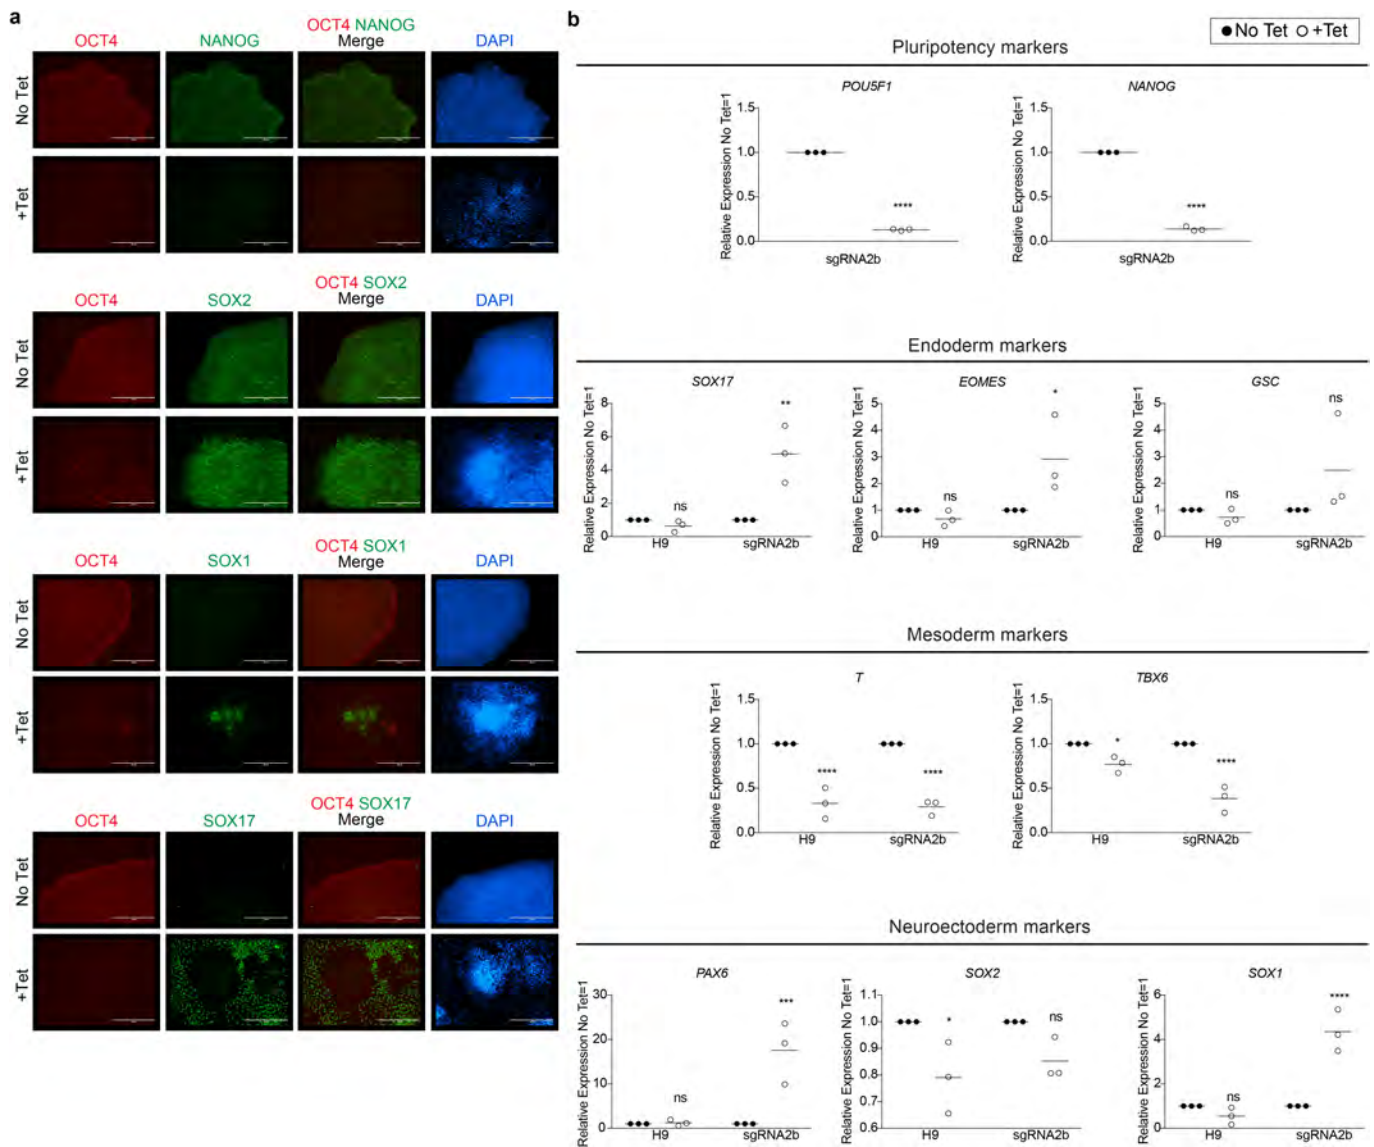 a
OCT4 NANOG
OCT4 NANOG Merge DAPI
No Tet
+Tet
OCT4 SOX2
OCT4 SOX2 Merge DAPI
No Tet
+Tet
OCT4 SOX1
OCT4 SOX1 Merge DAPI
No Tet
+Tet
OCT4 SOX17
OCT4 SOX17 Merge DAPI
No Tet
+Tet
b
No Tet +Tet
Pluripotency markers
POU5F1
Relative Expression No Tet=1
1.5
1.0
0.5
0.0
****
sgRNA2b
NANOG
Relative Expression No Tet=1
1.5
1.0
0.5
0.0
****
sgRNA2b
Endoderm markers
SOX17
Relative Expression No Tet=1
8
6
4
2
0
ns
**
H9 sgRNA2b
EOMES
Relative Expression No Tet=1
5
4
3
2
1
0
ns
*
H9 sgRNA2b
GSC
Relative Expression No Tet=1
5
4
3
2
1
0
ns
ns
H9 sgRNA2b
Mesoderm markers
T
Relative Expression No Tet=1
1.5
1.0
0.5
0.0
****
****
H9 sgRNA2b
TBX6
Relative Expression No Tet=1
1.5
1.0
0.5
0.0
*
****
H9 sgRNA2b
Neuroectoderm markers
PAX6
Relative Expression No Tet=1
30
20
10
0
ns
***
H9 sgRNA2b
SOX2
Relative Expression No Tet=1
1.1
1.0
0.9
0.8
0.7
0.6
*
ns
H9 sgRNA2b
SOX1
Relative Expression No Tet=1
6
4
2
0
ns
****
H9 sgRNA2b